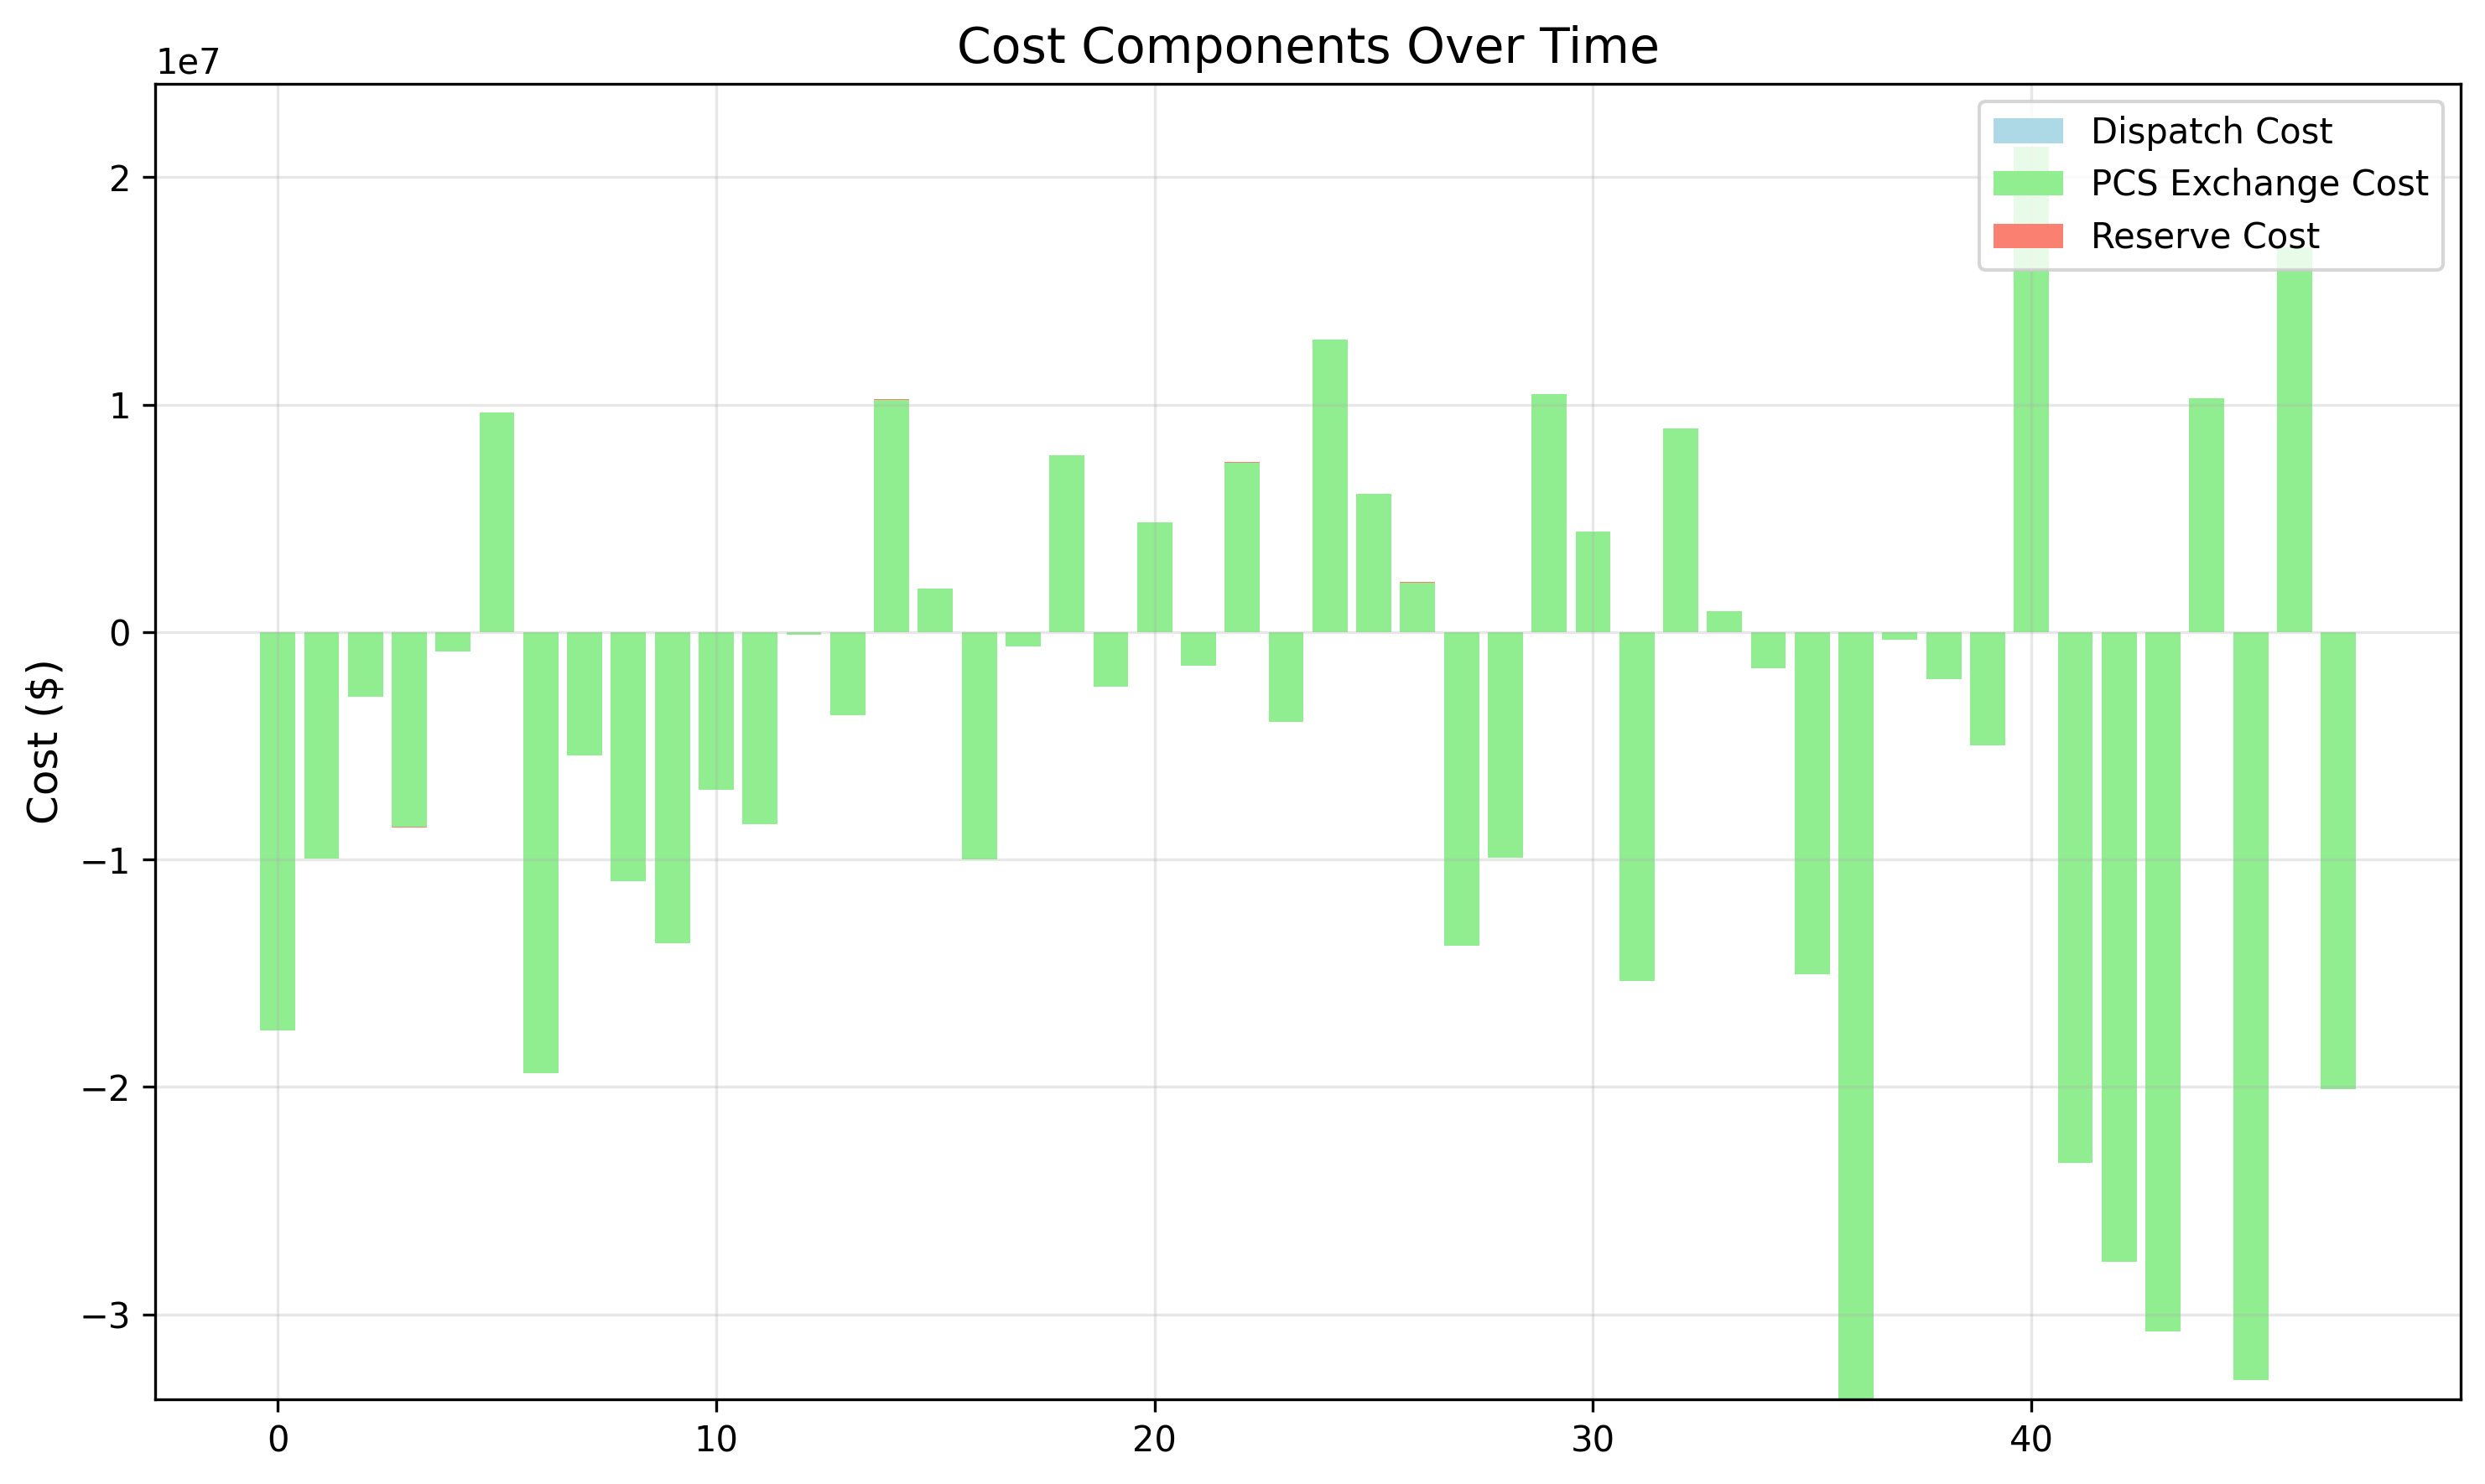 Cost Components Over Time
1e7
Dispatch Cost
PCS Exchange Cost
Reserve Cost
2
1
0
−1
−2
−3
Cost ($)
0 10 20 30 40